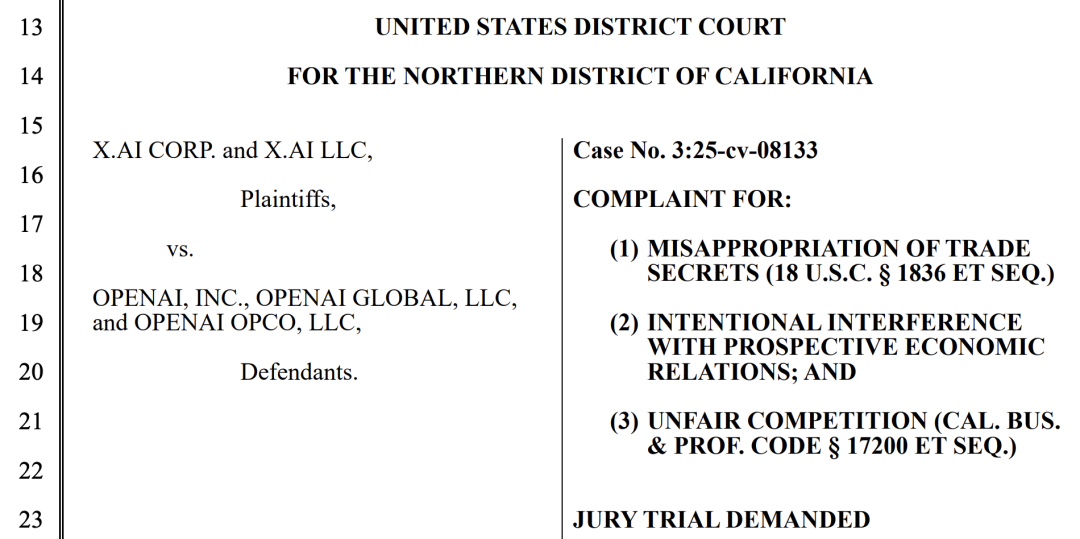 13
UNITED STATES DISTRICT COURT
14
FOR THE NORTHERN DISTRICT OF CALIFORNIA
15
X.AI CORP. and X.AI LLC,
16
Plaintiffs,
17
vs.
18
OPENAI, INC., OPENAI GLOBAL, LLC,
19
and OPENAI OPCO, LLC,
20
Defendants.
21
22
23
Case No. 3:25-cv-08133
COMPLAINT FOR:
(1) MISAPPROPRIATION OF TRADE
SECRETS (18 U.S.C. § 1836 ET SEQ.)
(2) INTENTIONAL INTERFERENCE
WITH PROSPECTIVE ECONOMIC
RELATIONS; AND
(3) UNFAIR COMPETITION (CAL. BUS.
& PROF. CODE § 17200 ET SEQ.)
JURY TRIAL DEMANDED